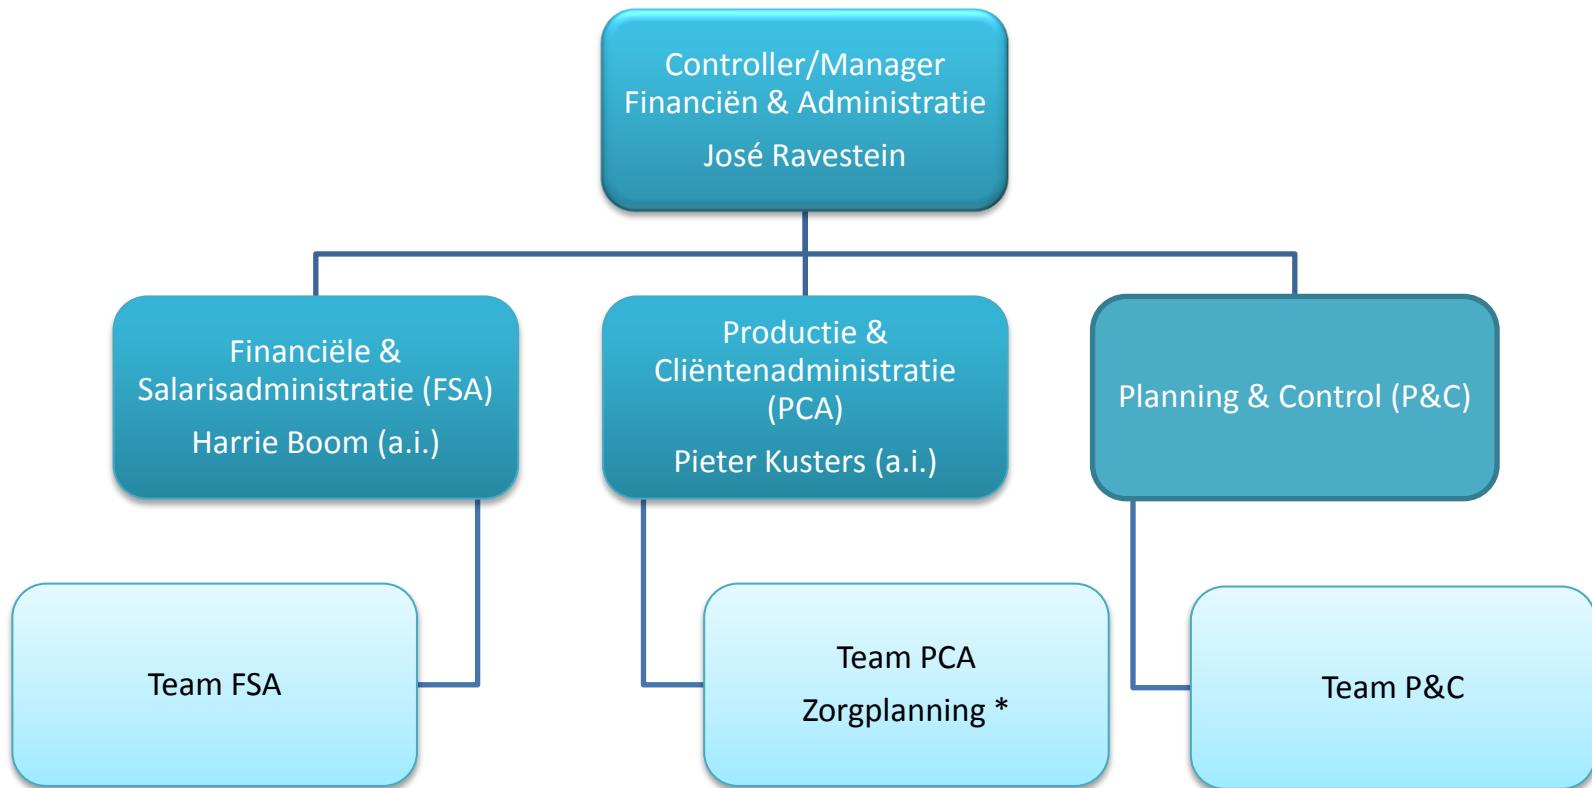 Controller/Manager
Financiën & Administratie
José Ravestein
Financiële &
Salarisadministratie (FSA)
Harrie Boom (a.i.)
Productie &
Cliëntenadministratie
(PCA)
Pieter Kusters (a.i.)
Planning & Control (P&C)
Team FSA
Team PCA
Zorgplanning *
Team P&C